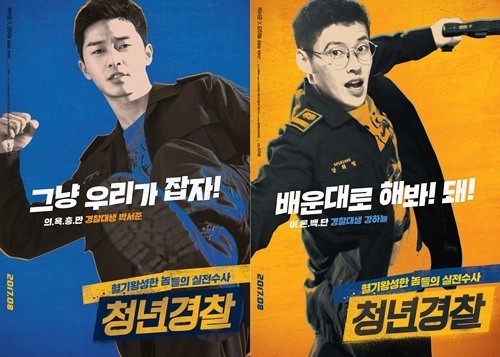 그냥 우리가 잡자!
의.욕.충.만 경찰대생 박서준
혈기왕성한 놈들의 실전수사
청년경찰
2017.08
배운대로 해봐! 돼!
이.론.백.단 경찰대생 강하늘
혈기왕성한 놈들의 실전수사
청년경찰
2017.08